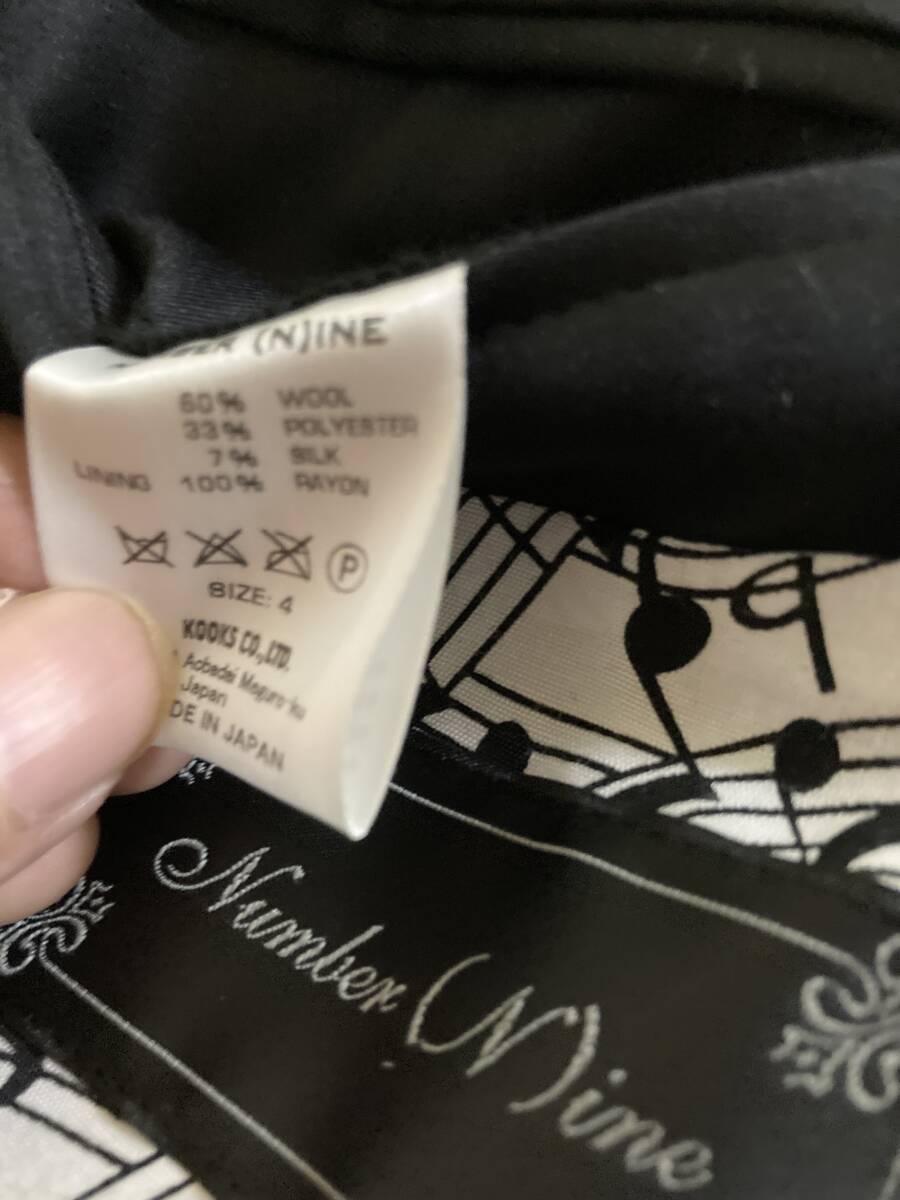 (N)INE
60% WOOL
33% POLYESTER
7% SILK
LINING 100% RAYON
P
SIZE: 4
KOOKS CO.,LTD.
Aobadai Meguro-ku
Japan
DE IN JAPAN
Number (N)ine